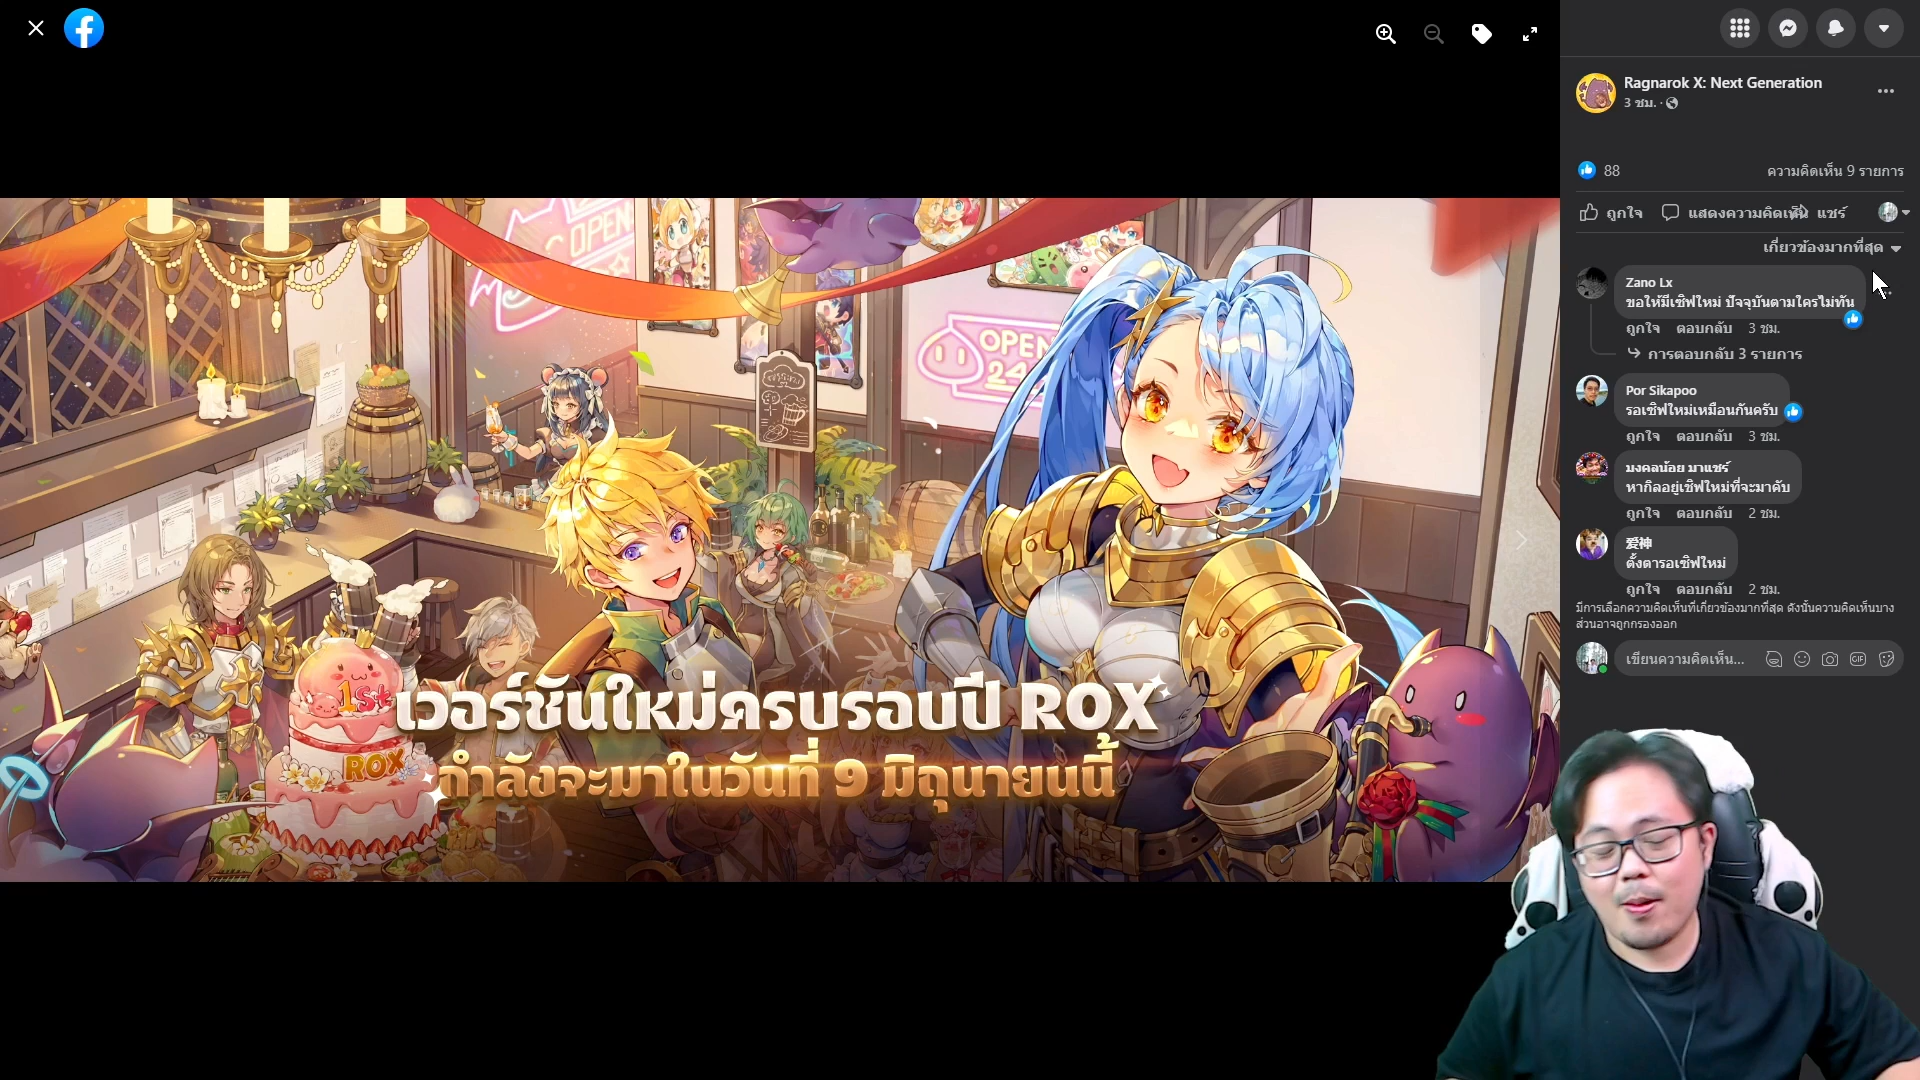 Ragnarok X: Next Generation
3 ชม. ·
88
ความคิดเห็น 9 รายการ
ถูกใจ
แสดงความคิดเห็น
แชร์
เกี่ยวข้องมากที่สุด
Zano Lx
ขอให้มีเซิฟใหม่ ปัจจุบันตามใครไม่ทัน
ถูกใจ ตอบกลับ 3 ชม.
การตอบกลับ 3 รายการ
Por Sikapoo
รอเซิฟใหม่เหมือนกันครับ
ถูกใจ ตอบกลับ 3 ชม.
มงคลน้อย มาแชร์
หากิลอยู่เซิฟใหม่ที่จะมาคับ
ถูกใจ ตอบกลับ 2 ชม.
爱神
ตั้งตารอเซิฟใหม่
ถูกใจ ตอบกลับ 2 ชม.
มีการเลือกความคิดเห็นที่เกี่ยวข้องมากที่สุด ดังนั้นความคิดเห็นบาง
ส่วนอาจถูกกรองออก
เขียนความคิดเห็น...
GIF
OPEN
OPEN
1st
ROX
เวอร์ชันใหม่ครบรอบปี ROX
กำลังจะมาในวันที่ 9 มิถุนายนนี้